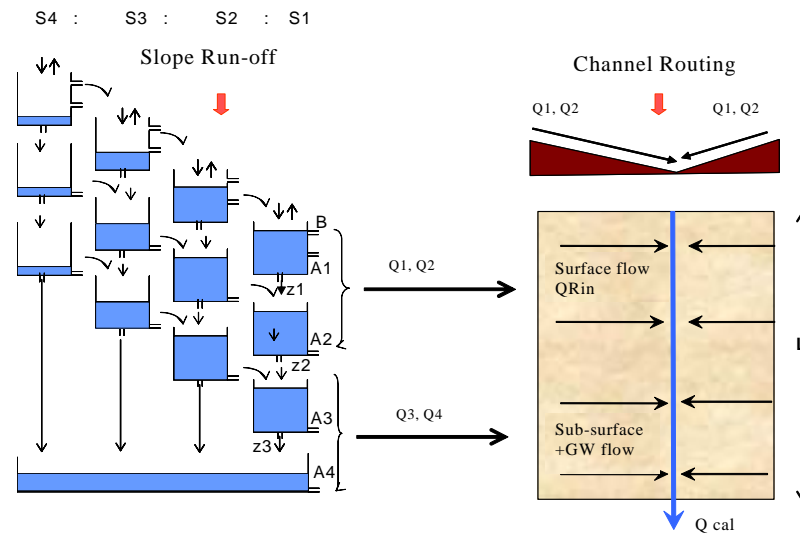 S4 : S3 : S2 : S1
Slope Run-off
Channel Routing
Q1, Q2
Q1, Q2
B
A1
z1
Q1, Q2
A2
z2
A3
z3
Q3, Q4
A4
Surface flow
QRin
Sub-surface
+GW flow
Q cal